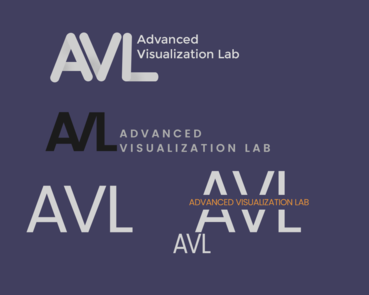 AVL
Advanced
Visualization Lab
AVL
ADVANCED
VISUALIZATION LAB
AVL
AVL
ADVANCED VISUALIZATION LAB
AVL